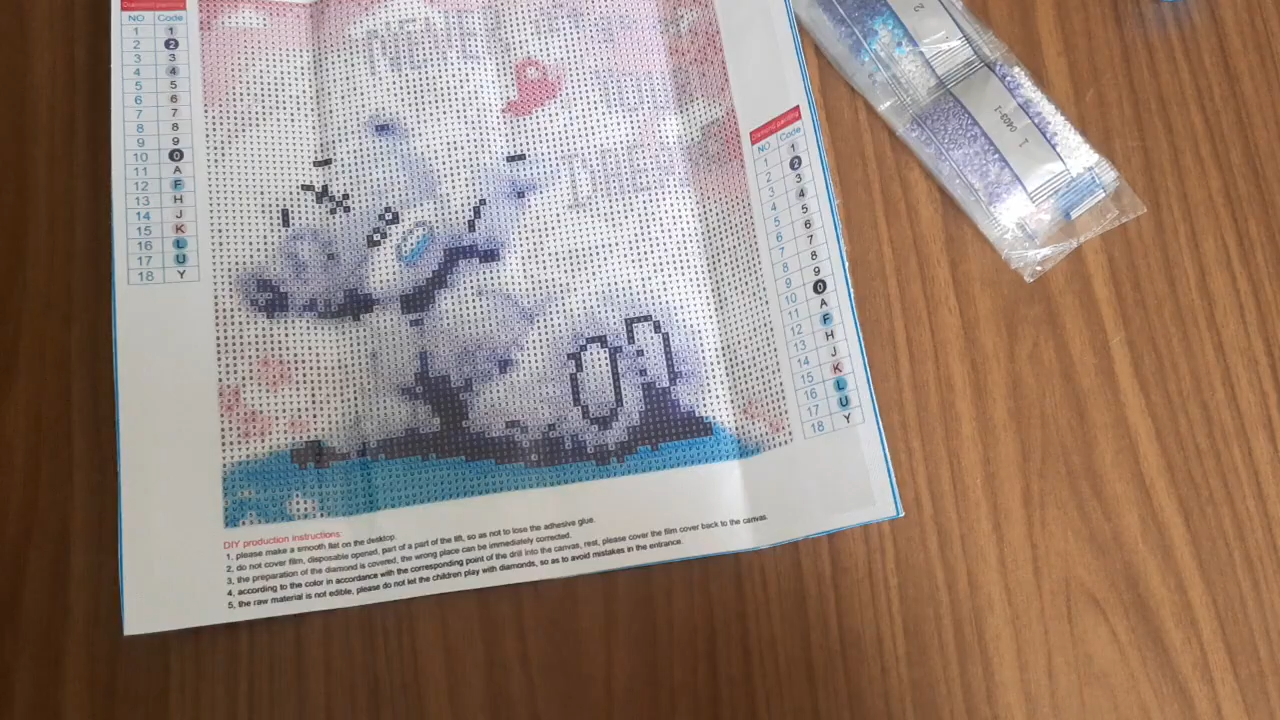 Diamond painting
NO Code
1 1
2 2
3 3
4 4
5 5
6 6
7 7
8 8
9 9
10 0
11 A
12 F
13 H
14 J
15 K
16 L
17 U
18 Y
Diamond painting
NO Code
1 1
2 2
3 3
4 4
5 5
6 6
7 7
8 8
9 9
10 0
11 A
12 F
13 H
14 J
15 K
16 L
17 U
18 Y
2
0403-1
1
DIY production instructions:
1, please make a smooth flat on the desktop.
2, do not cover film, disposable opened, part of a part of the lift, so as not to lose the adhesive glue.
3, the preparation of the diamond is covered, the wrong place can be immediately corrected.
4, according to the color in accordance with the corresponding point of the drill into the canvas, rest, please cover the film cover back to the canvas.
5, the raw material is not edible, please do not let the children play with diamonds, so as to avoid mistakes in the entrance.